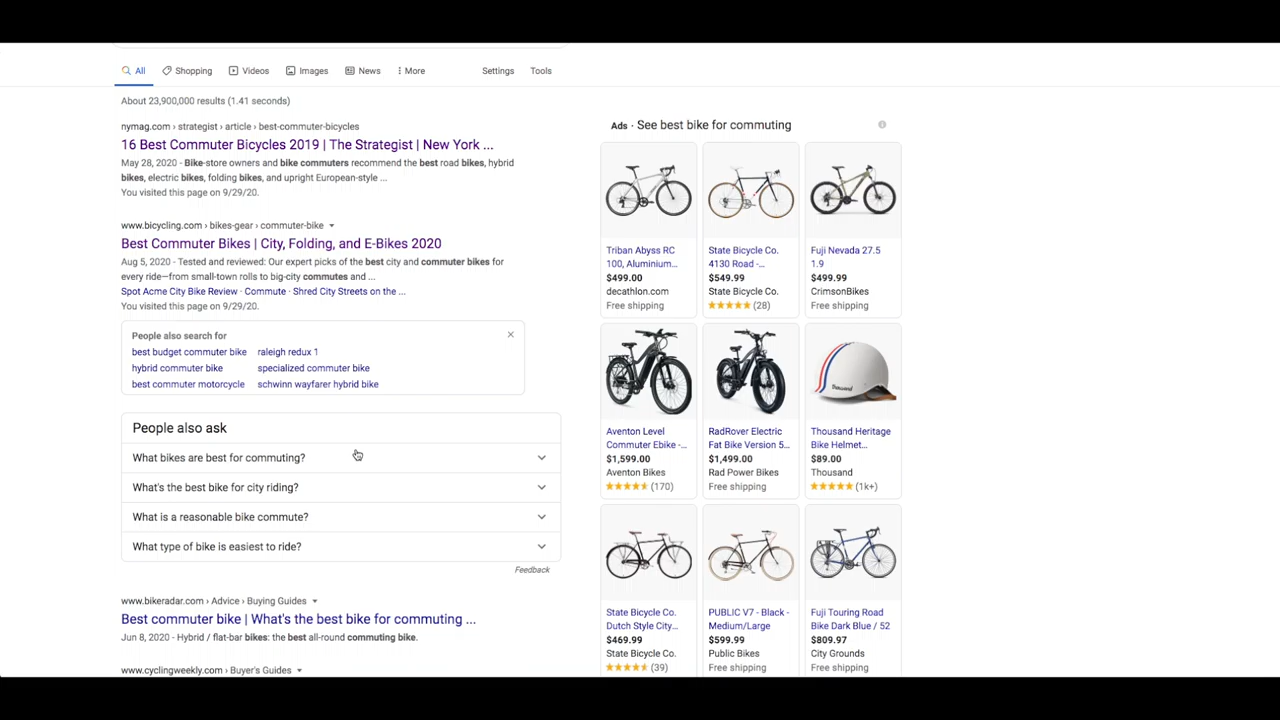 All
Shopping
Videos
Images
News
More
Settings
Tools
About 23,900,000 results (1.41 seconds)
nymag.com › strategist › article › best-commuter-bicycles
16 Best Commuter Bicycles 2019 | The Strategist | New York ...
May 28, 2020 - Bike-store owners and bike commuters recommend the best road bikes, hybrid
bikes, electric bikes, folding bikes, and upright European-style ...
You visited this page on 9/29/20.
www.bicycling.com › bikes-gear › commuter-bike
Best Commuter Bikes | City, Folding, and E-Bikes 2020
Aug 5, 2020 - Tested and reviewed: Our expert picks of the best city and commuter bikes for
every ride—from small-town rolls to big-city commutes and ...
Spot Acme City Bike Review · Commute · Shred City Streets on the ...
You visited this page on 9/29/20.
People also search for
best budget commuter bike
raleigh redux 1
hybrid commuter bike
specialized commuter bike
best commuter motorcycle
schwinn wayfarer hybrid bike
People also ask
What bikes are best for commuting?
What's the best bike for city riding?
What is a reasonable bike commute?
What type of bike is easiest to ride?
Feedback
www.bikeradar.com › Advice › Buying Guides
Best commuter bike | What's the best bike for commuting ...
Jun 8, 2020 - Hybrid / flat-bar bikes: the best all-round commuting bike.
www.cyclingweekly.com › Buyer's Guides
Ads · See best bike for commuting
Triban Abyss RC
100, Aluminium...
$499.00
decathlon.com
Free shipping
State Bicycle Co.
4130 Road -...
$549.99
State Bicycle Co.
(28)
Fuji Nevada 27.5
1.9
$499.99
CrimsonBikes
Free shipping
Aventon Level
Commuter Ebike -...
$1,599.00
Aventon Bikes
(170)
RadRover Electric
Fat Bike Version 5...
$1,499.00
Rad Power Bikes
Free shipping
Thousand
Thousand Heritage
Bike Helmet...
$89.00
Thousand
(1k+)
State Bicycle Co.
Dutch Style City...
$469.99
State Bicycle Co.
(39)
PUBLIC V7 - Black -
Medium/Large
$599.99
Public Bikes
Free shipping
Fuji Touring Road
Bike Dark Blue / 52
$809.97
City Grounds
Free shipping